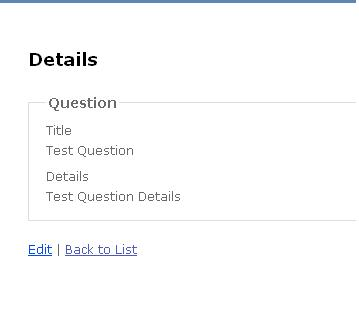 Details
Question
Title
Test Question
Details
Test Question Details
Edit | Back to List